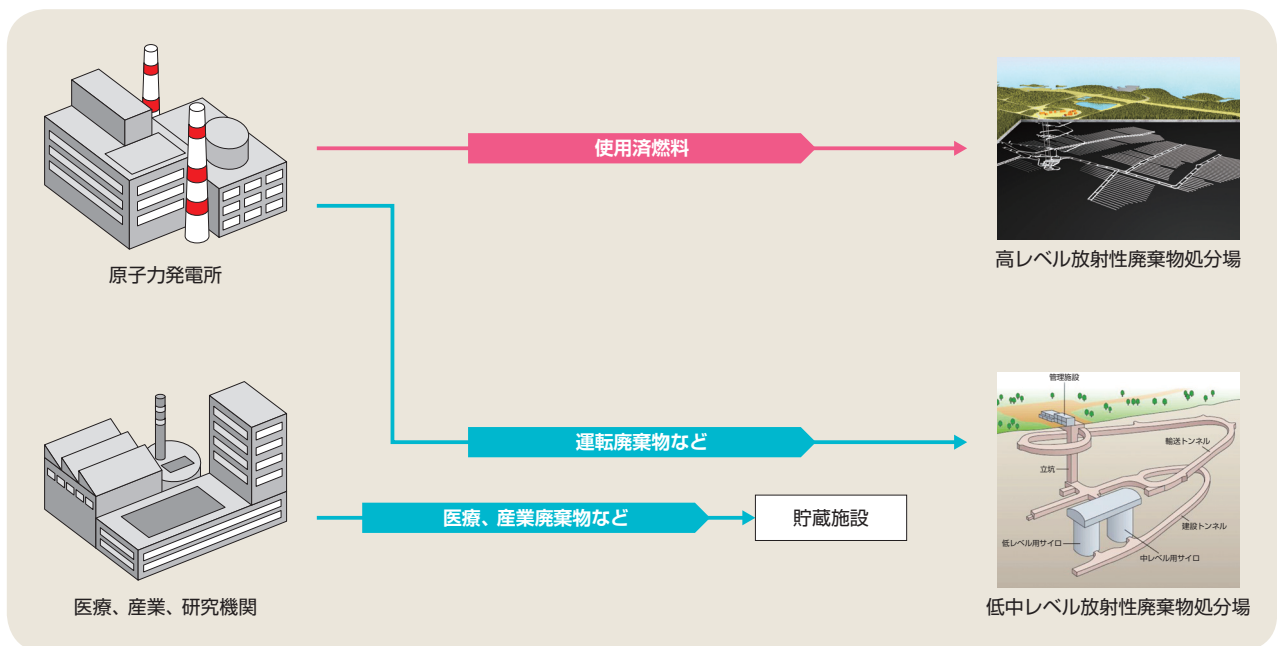 使用済燃料
原子力発電所
高レベル放射性廃棄物処分場
運転廃棄物など
医療、産業廃棄物など
貯蔵施設
医療、産業、研究機関
管理施設
輸送トンネル
立坑
建設トンネル
低レベル用サイロ
中レベル用サイロ
低中レベル放射性廃棄物処分場